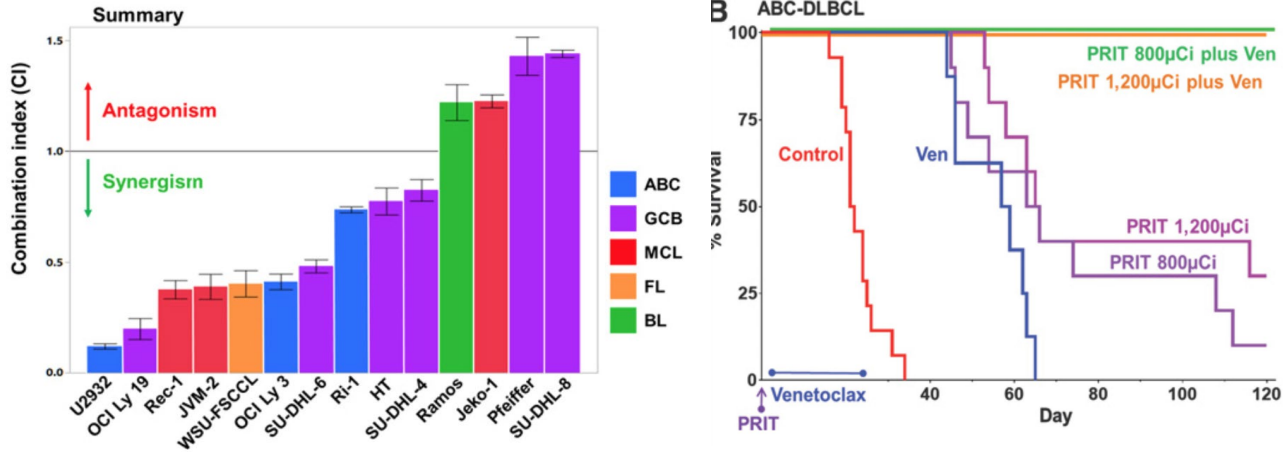 Summary
Combination index (CI)
1.5
1.0
0.5
0.0
Antagonism
Synergisrn
U2932
OCI Ly 19
Rec-1
JVM-2
WSU-FSCCL
OCI Ly 3
SU-DHL-6
Ri-1
HT
SU-DHL-4
Ramos
Jeko-1
Pfeiffer
SU-DHL-8
ABC
GCB
MCL
FL
BL
B ABC-DLBCL
% Survival
100
75
50
25
0
PRIT 800µCi plus Ven
PRIT 1,200µCi plus Ven
Control
Ven
PRIT 1,200µCi
PRIT 800µCi
Venetoclax
40
60
80
100
120
Day
PRIT